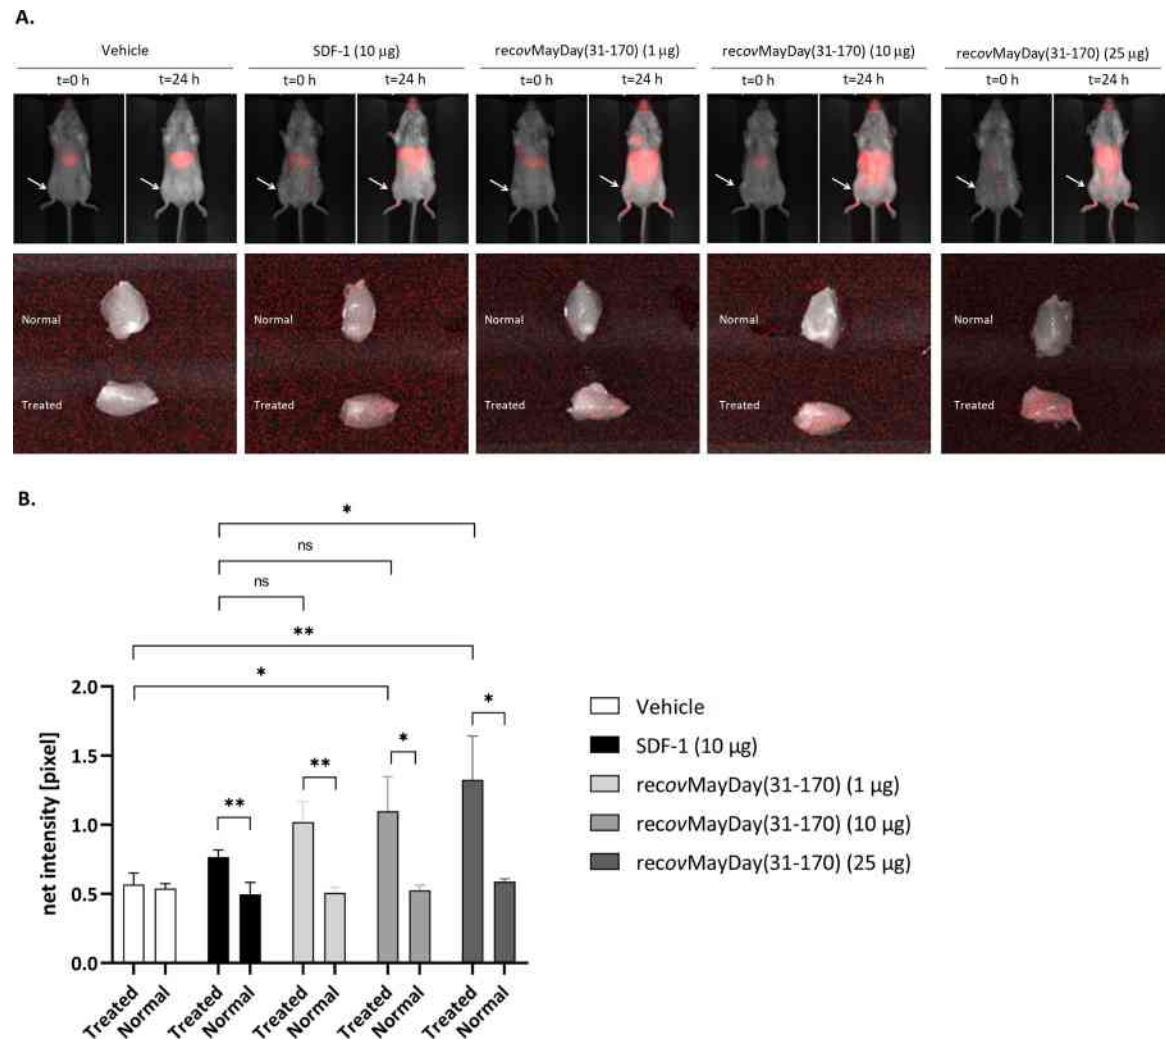 A.
Vehicle SDF-1 (10 µg) recovMayDay(31-170) (1 µg) recovMayDay(31-170) (10 µg) recovMayDay(31-170) (25 µg)
t=0 h t=24 h t=0 h t=24 h t=0 h t=24 h t=0 h t=24 h t=0 h t=24 h
Normal Normal Normal Normal Normal
Treated Treated Treated Treated Treated
B.
*
ns
ns
**
*
2.0
1.5
1.0
0.5
0.0
net intensity [pixel]
** ** * *
Treated Normal Treated Normal Treated Normal Treated Normal Treated Normal
Vehicle
SDF-1 (10 µg)
recovMayDay(31-170) (1 µg)
recovMayDay(31-170) (10 µg)
recovMayDay(31-170) (25 µg)